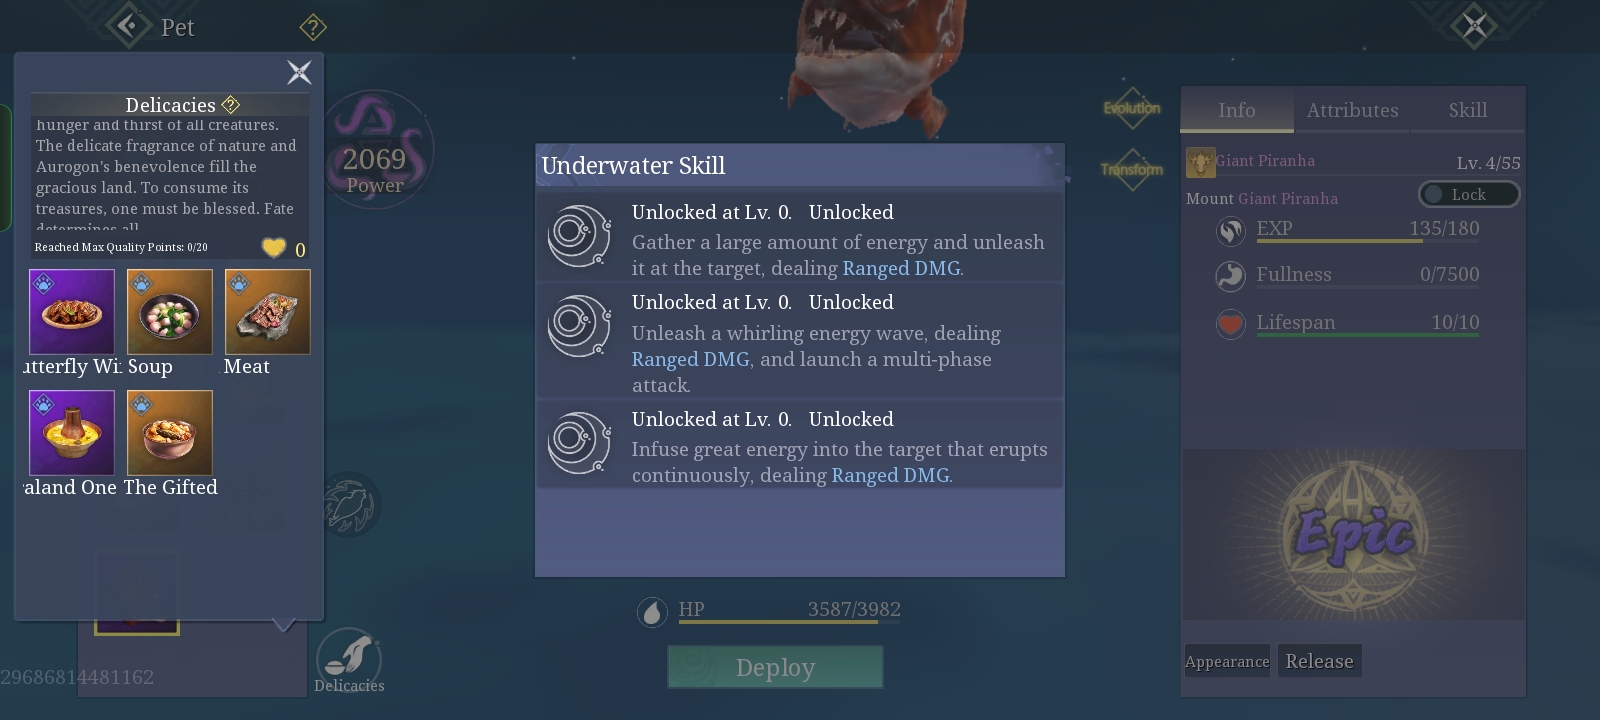 Pet
Delicacies
hunger and thirst of all creatures.
The delicate fragrance of nature and
Aurogon's benevolence fill the
gracious land. To consume its
treasures, one must be blessed. Fate
determines all.
Reached Max Quality Points: 0/20
0
utterfly Wi
Soup
Meat
aland One
The Gifted
29686814481162
Delicacies
2069
Power
Underwater Skill
Unlocked at Lv. 0. Unlocked
Gather a large amount of energy and unleash
it at the target, dealing Ranged DMG.
Unlocked at Lv. 0. Unlocked
Unleash a whirling energy wave, dealing
Ranged DMG, and launch a multi-phase
attack.
Unlocked at Lv. 0. Unlocked
Infuse great energy into the target that erupts
continuously, dealing Ranged DMG.
HP 3587/3982
Deploy
Evolution
Transform
Info Attributes Skill
Giant Piranha Lv. 4/55
Mount Giant Piranha Lock
EXP 135/180
Fullness 0/7500
Lifespan 10/10
Epic
Appearance Release